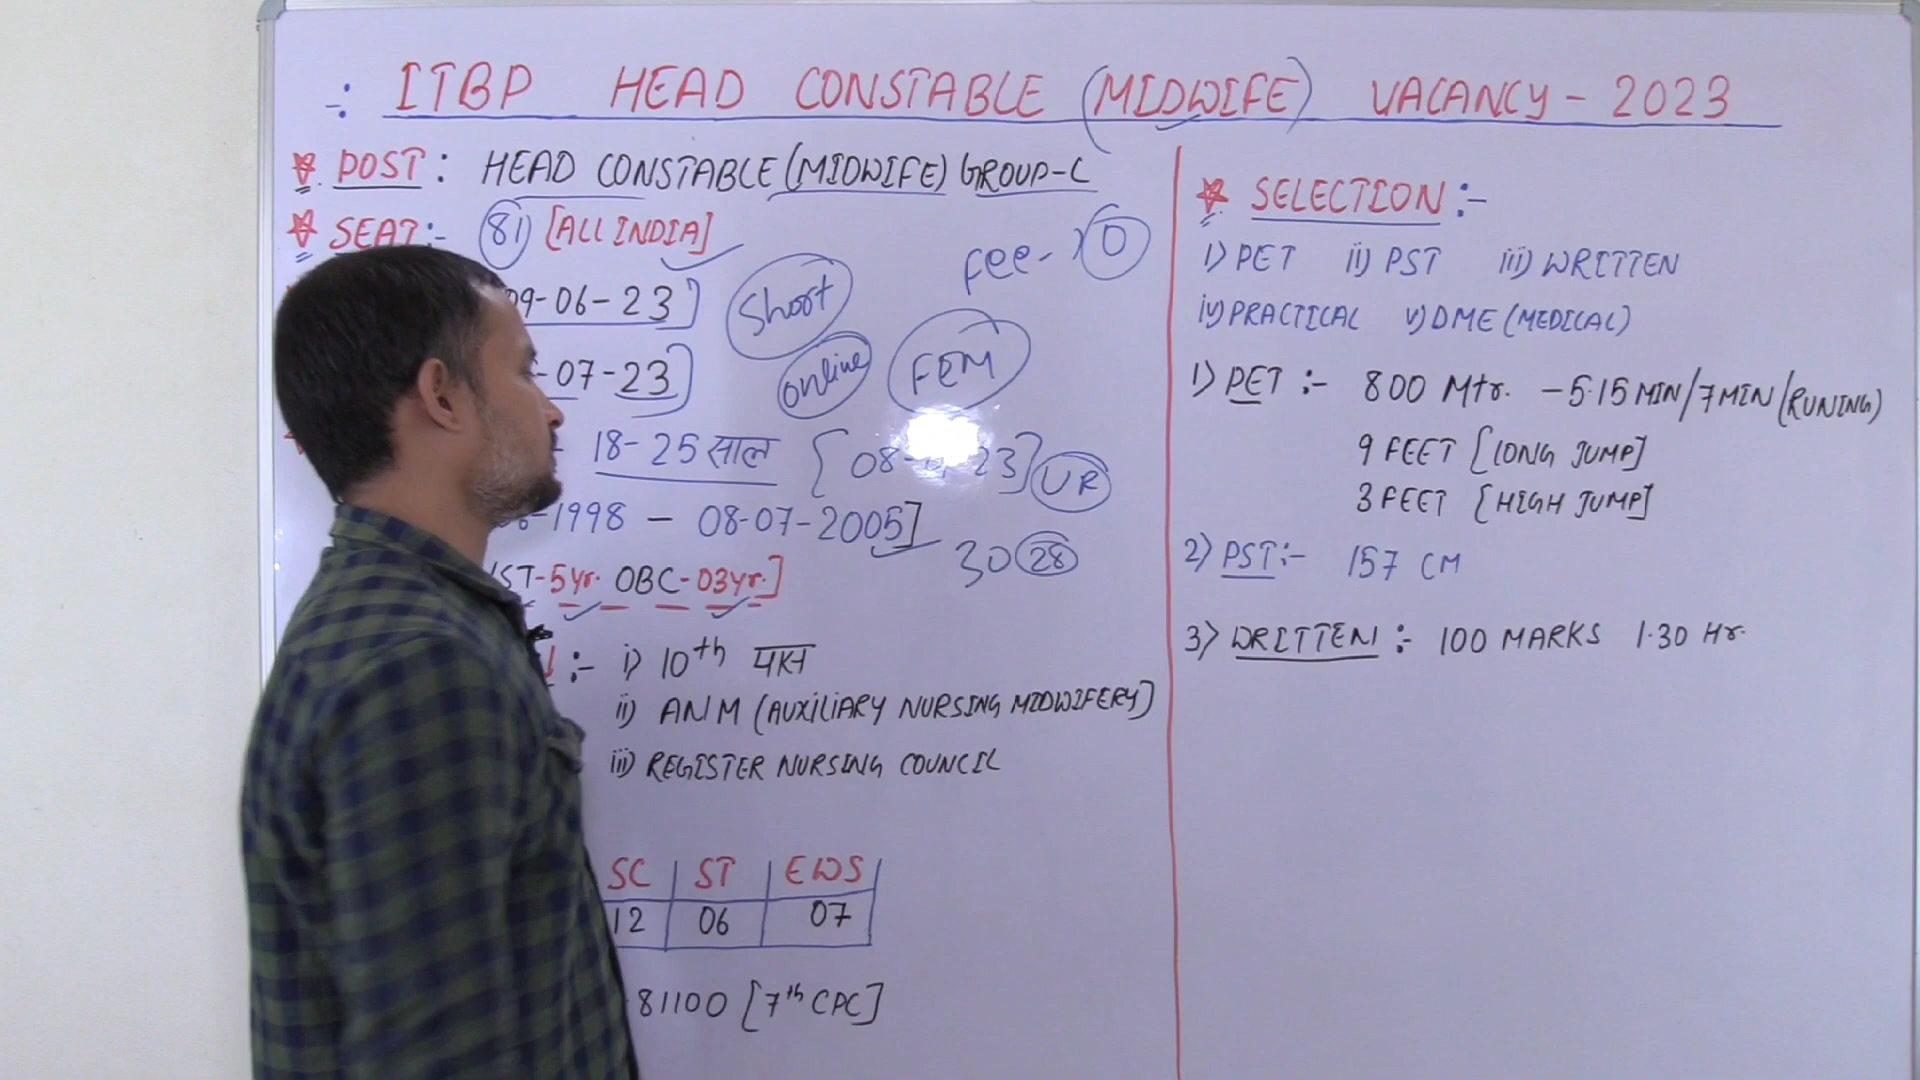 ∴ ITBP HEAD CONSTABLE (MIDWIFE) VACANCY - 2023
POST : HEAD CONSTABLE (MIDWIFE) GROUP-C
SEAT :- 81 [ALL INDIA]
Fee- 0
09-06-23]
Short
-07-23]
online
FEM
18-25 साल
23]
UR
-1998 - 08-07-2005]
30 28
ST-5yr. OBC-03yr.]
:- i) 10th पास
ii) ANM (AUXILIARY NURSING MIDWIFERY]
iii) REGISTER NURSING COUNCIL
SC | ST | EWS
12 | 06 | 07
81100 [7th CPC]
SELECTION :-
i) PET ii) PST iii) WRITTEN
iv) PRACTICAL v) DME (MEDICAL)
1) PET :- 800 Mtr. - 5.15 MIN/7 MIN/(RUNING)
9 FEET [LONG JUMP]
3 FEET [HIGH JUMP]
2) PST :- 157 CM
3) WRITTEN :- 100 MARKS 1.30 Hr.